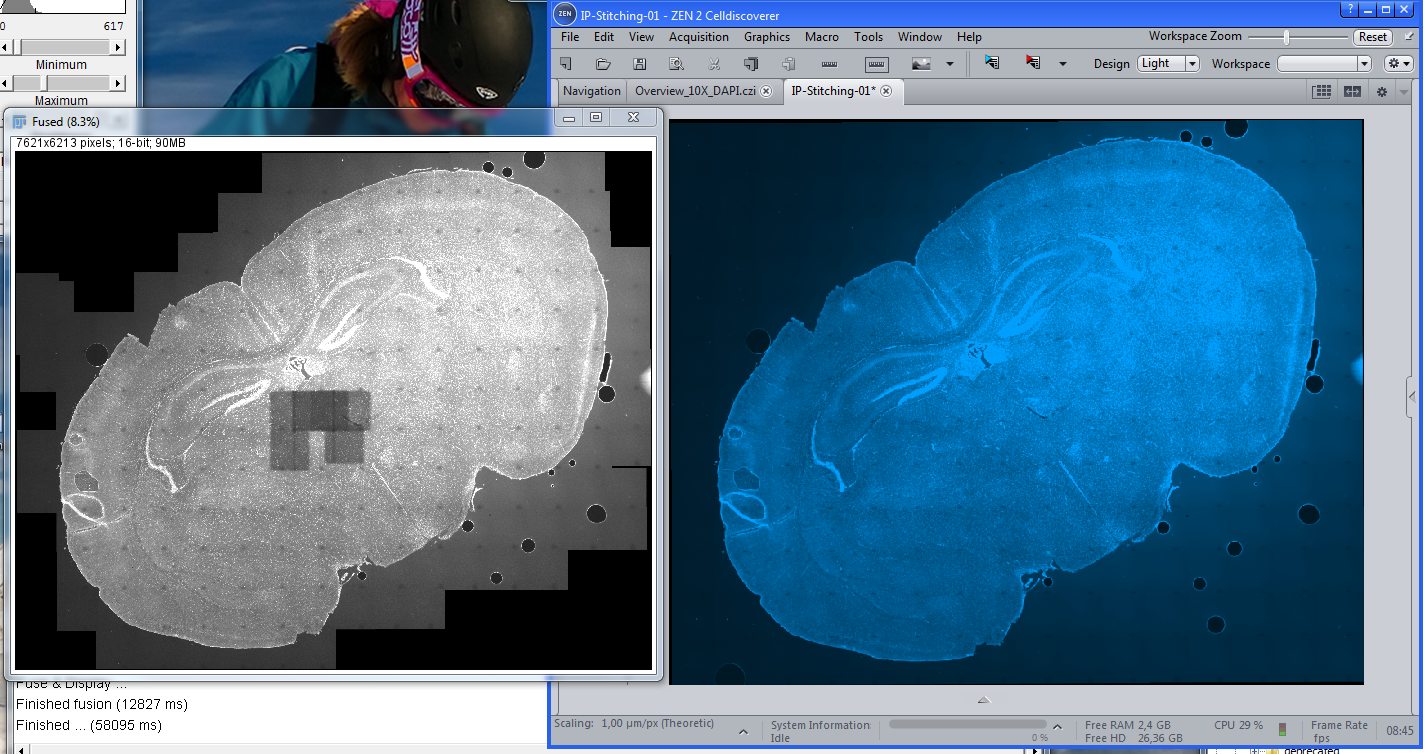 0
617
Minimum
Maximum
Fused (8.3%)
7621x6213 pixels; 16-bit; 90MB
Fuse & Display ...
Finished fusion (12827 ms)
Finished ... (58095 ms)
ZEN
IP-Stitching-01 - ZEN 2 Celldiscoverer
File Edit View Acquisition Graphics Macro Tools Window Help
Workspace Zoom Reset
Design Light Workspace
Navigation Overview_10X_DAPI.czi IP-Stitching-01*
Scaling: 1,00 µm/px (Theoretic)
System Information:
Idle
0 %
Free RAM 2,4 GB
Free HD 26,36 GB
CPU 29 %
Frame Rate
fps
08:45
deprecated